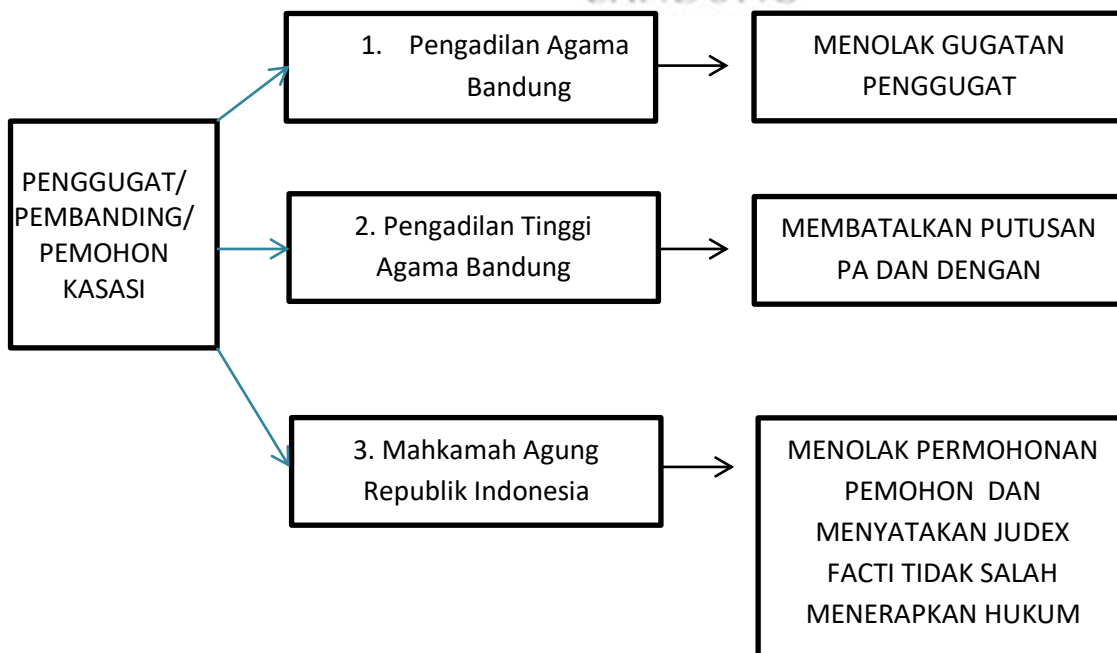 1. Pengadilan Agama
Bandung
MENOLAK GUGATAN
PENGGUGAT
PENGGUGAT/
PEMBANDING/
PEMOHON
KASASI
2. Pengadilan Tinggi
Agama Bandung
MEMBATALKAN PUTUSAN
PA DAN DENGAN
3. Mahkamah Agung
Republik Indonesia
MENOLAK PERMOHONAN
PEMOHON DAN
MENYATAKAN JUDEX
FACTI TIDAK SALAH
MENERAPKAN HUKUM